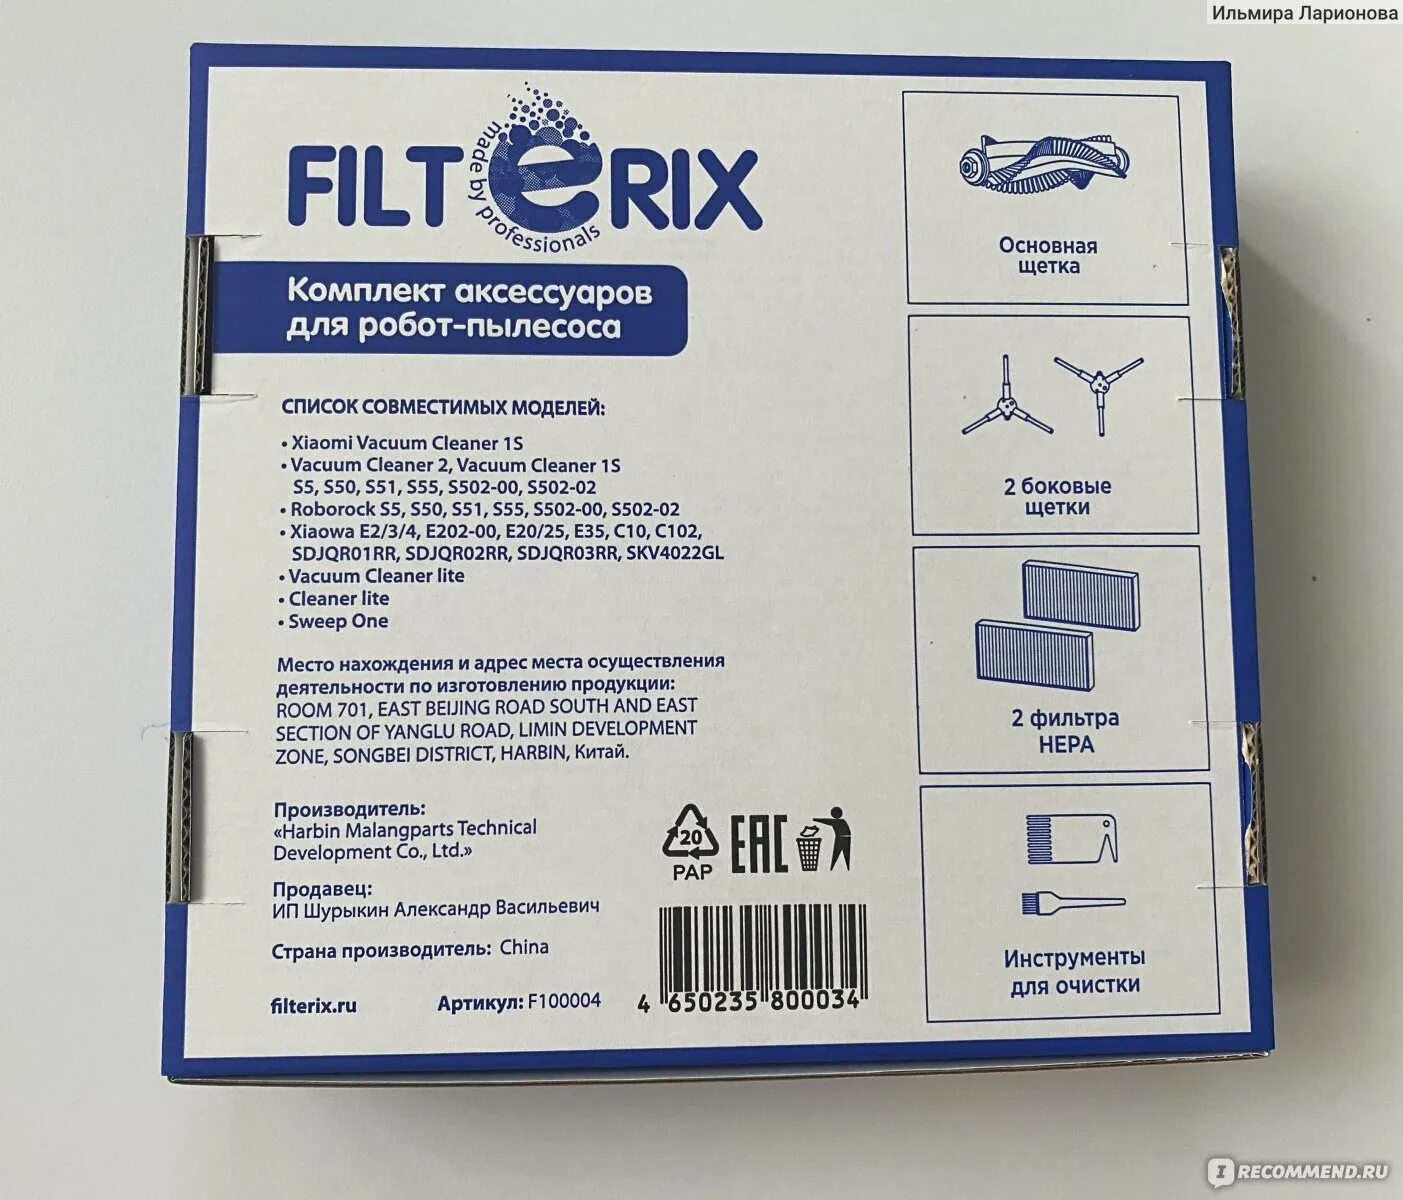 Ильмира Ларионова
FILTERIX
made by professionals
Комплект аксессуаров
для робот-пылесоса
СПИСОК СОВМЕСТИМЫХ МОДЕЛЕЙ:
• Xiaomi Vacuum Cleaner 1S
• Vacuum Cleaner 2, Vacuum Cleaner 1S
S5, S50, S51, S55, S502-00, S502-02
• Roborock S5, S50, S51, S55, S502-00, S502-02
• Xiaowa E2/3/4, E202-00, E20/25, E35, C10, C102,
SDJQR01RR, SDJQR02RR, SDJQR03RR, SKV4022GL
• Vacuum Cleaner lite
• Cleaner lite
• Sweep One
Место нахождения и адрес места осуществления
деятельности по изготовлению продукции:
ROOM 701, EAST BEIJING ROAD SOUTH AND EAST
SECTION OF YANGLU ROAD, LIMIN DEVELOPMENT
ZONE, SONGBEI DISTRICT, HARBIN, Китай.
Производитель:
«Harbin Malangparts Technical
Development Co., Ltd.»
Продавец:
ИП Шурыкин Александр Васильевич
Страна производитель: China
filterix.ru
Артикул: F100004
20
PAP
EAC
4 650235 800034
Основная
щетка
2 боковые
щетки
2 фильтра
HEPA
Инструменты
для очистки
IRECOMMEND.RU